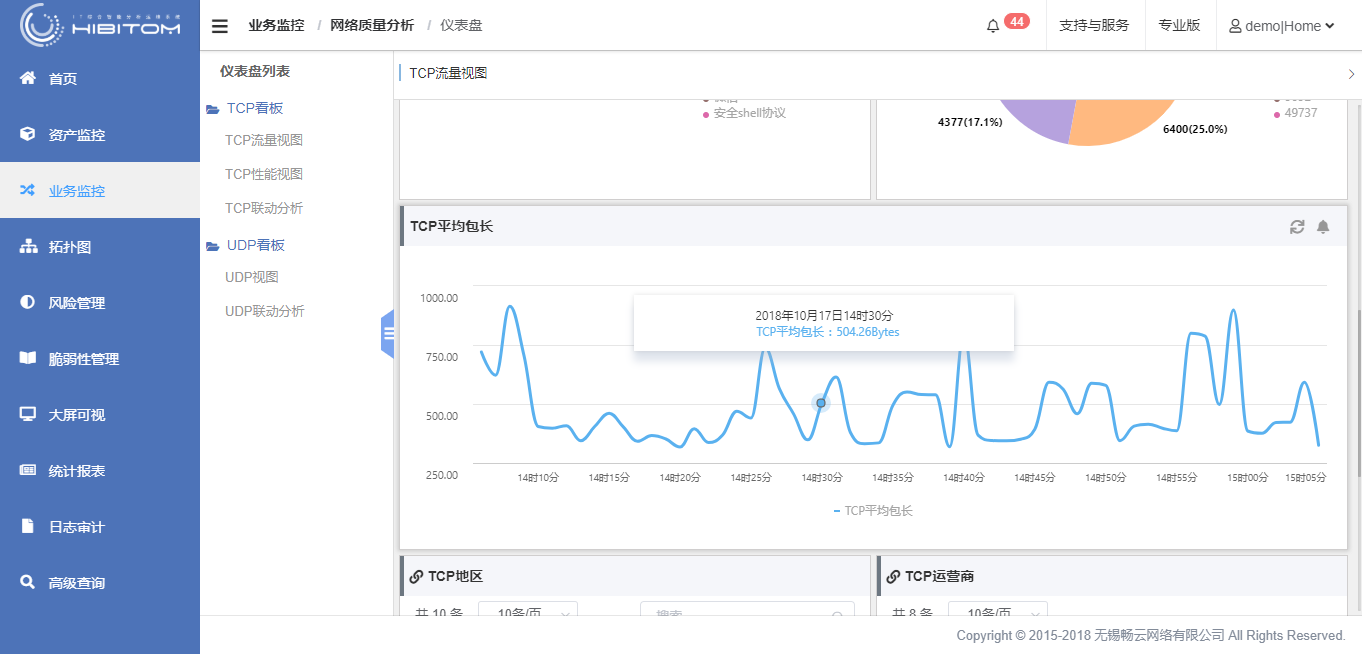 HIBITOM
业务监控 / 网络质量分析 / 仪表盘
44
支持与服务
专业版
demo|Home
首页
资产监控
业务监控
拓扑图
风险管理
脆弱性管理
大屏可视
统计报表
日志审计
高级查询
仪表盘列表
TCP看板
TCP流量视图
TCP性能视图
TCP联动分析
UDP看板
UDP视图
UDP联动分析
TCP流量视图
安全shell协议
4377(17.1%)
6400(25.0%)
49737
TCP平均包长
1000.00
750.00
500.00
250.00
2018年10月17日14时30分
TCP平均包长：504.26Bytes
14时10分 14时15分 14时20分 14时25分 14时30分 14时35分 14时40分 14时45分 14时50分 14时55分 15时00分 15时05分
TCP平均包长
TCP地区
共 10 条 10条/页 搜索
TCP运营商
共 8 条 10条/页
Copyright © 2015-2018 无锡畅云网络有限公司 All Rights Reserved.